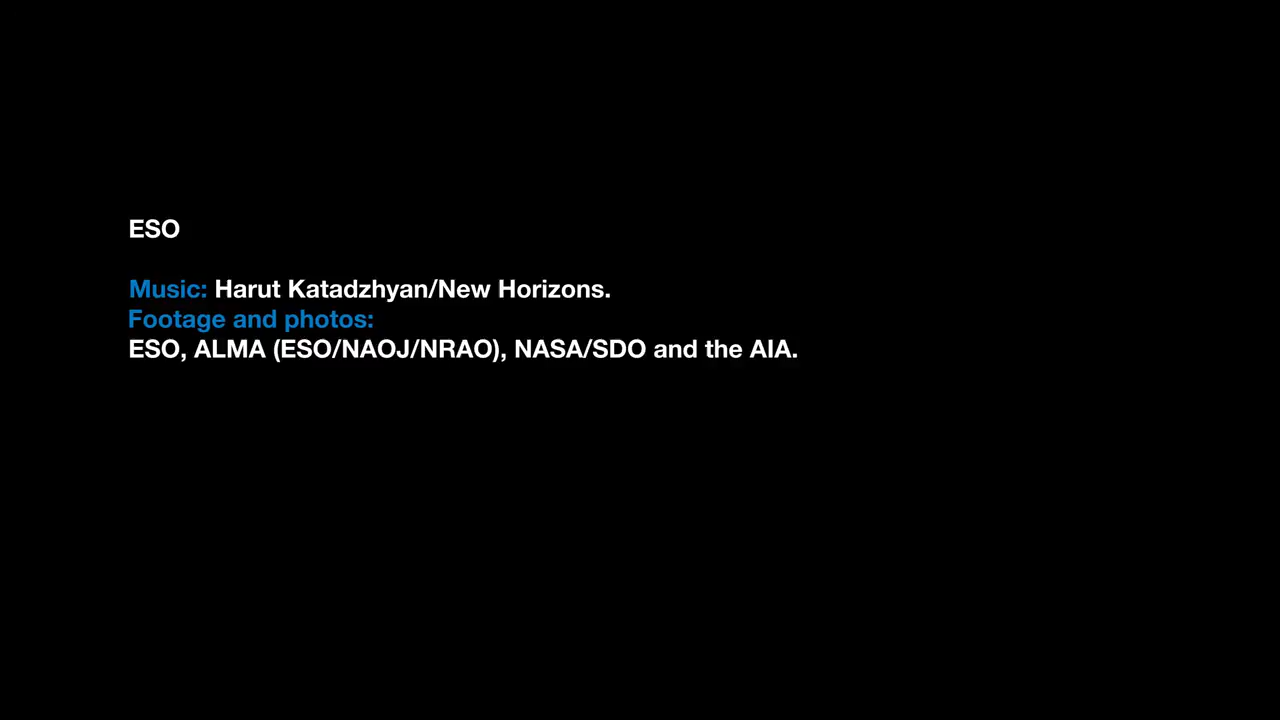 ESO
Music: Harut Katadzhyan/New Horizons.
Footage and photos:
ESO, ALMA (ESO/NAOJ/NRAO), NASA/SDO and the AIA.